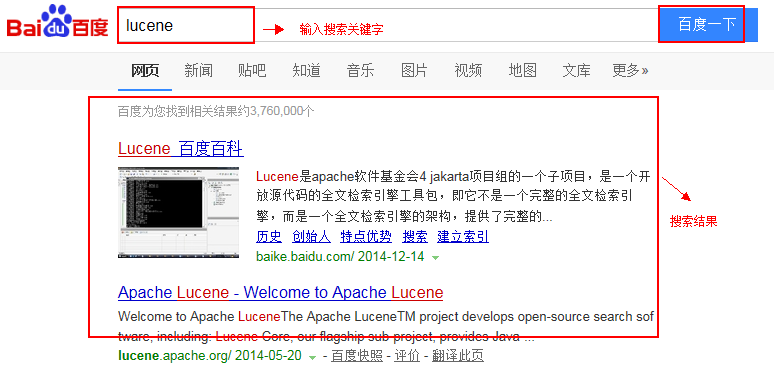 Bai du 百度
lucene
输入搜索关键字
百度一下
网页 新闻 贴吧 知道 音乐 图片 视频 地图 文库 更多»
百度为您找到相关结果约3,760,000个
Lucene_百度百科
Lucene是apache软件基金会4 jakarta项目组的一个子项目，是一个开
放源代码的全文检索引擎工具包，即它不是一个完整的全文检索引
擎，而是一个全文检索引擎的架构，提供了完整的...
历史 创始人 特点优势 搜索 建立索引
baike.baidu.com/ 2014-12-14
搜索结果
Apache Lucene - Welcome to Apache Lucene
Welcome to Apache LuceneThe Apache LuceneTM project develops open-source search sof
tware, including: Lucene Core, our flagship sub-project, provides Java ...
lucene.apache.org/ 2014-05-20 - 百度快照 - 评价 - 翻译此页